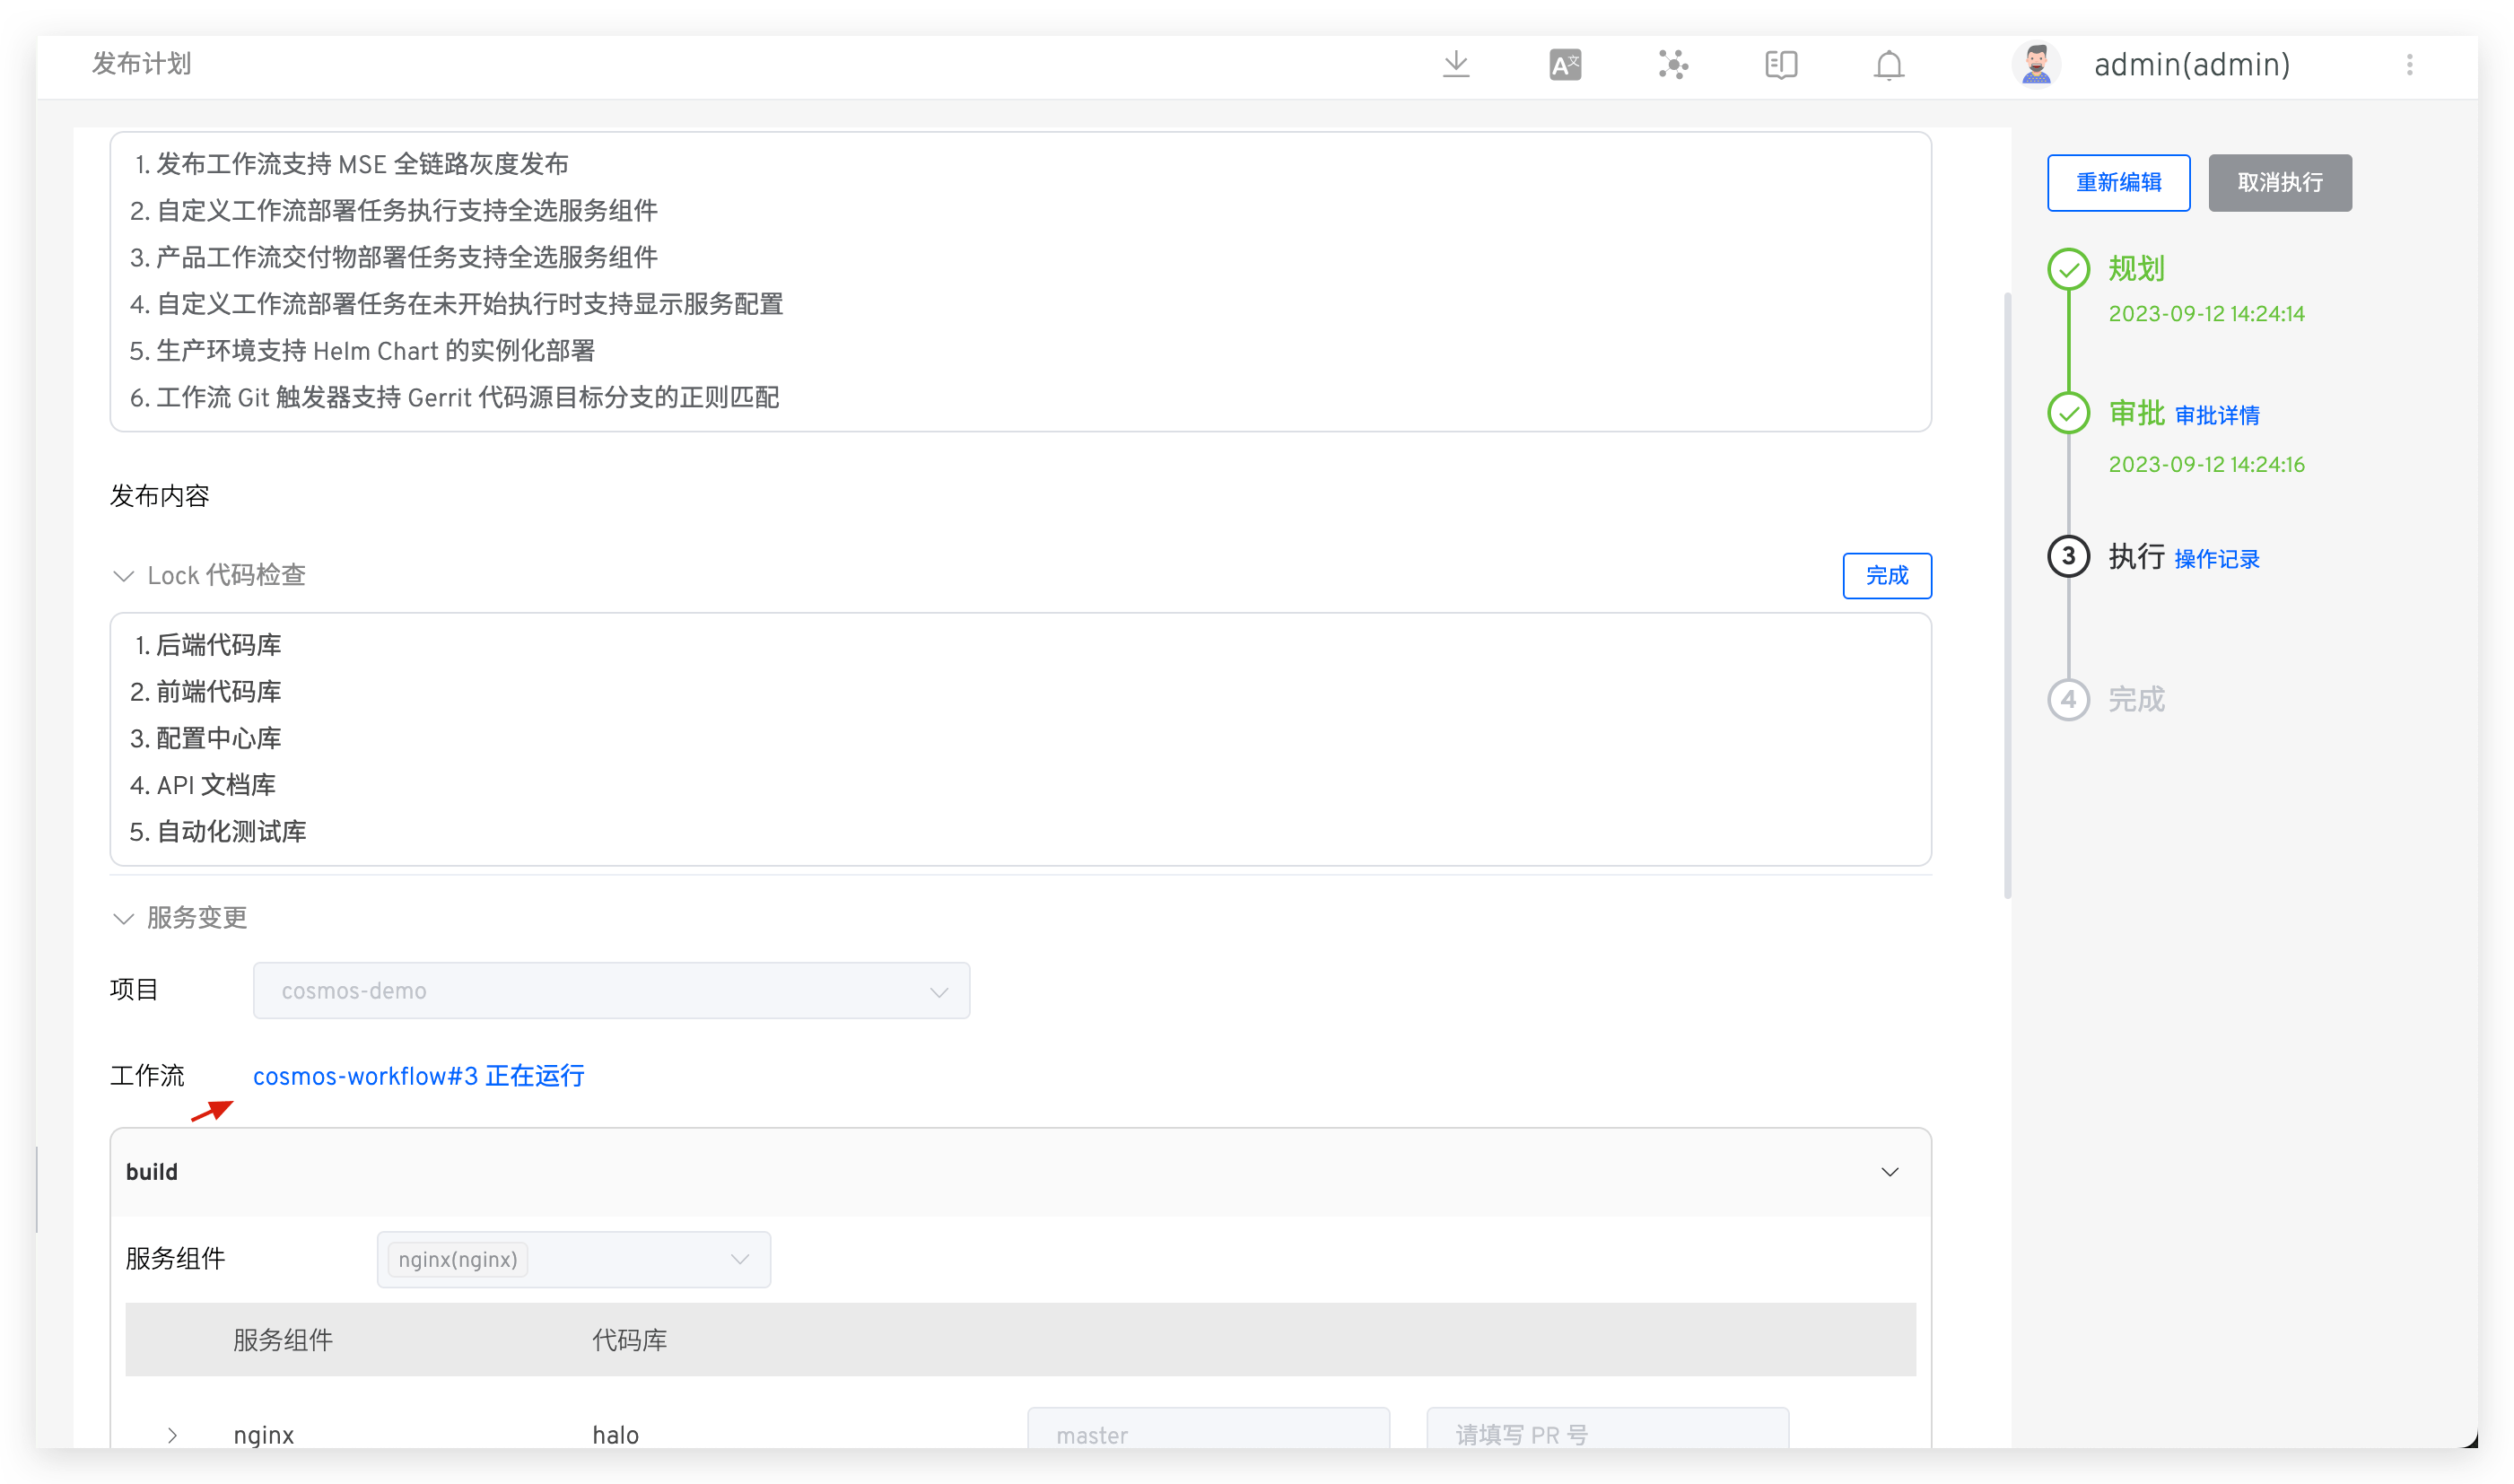 发布计划
A文
admin(admin)
1. 发布工作流支持 MSE 全链路灰度发布
2. 自定义工作流部署任务执行支持全选服务组件
3. 产品工作流交付物部署任务支持全选服务组件
4. 自定义工作流部署任务在未开始执行时支持显示服务配置
5. 生产环境支持 Helm Chart 的实例化部署
6. 工作流 Git 触发器支持 Gerrit 代码源目标分支的正则匹配
发布内容
Lock 代码检查
完成
1. 后端代码库
2. 前端代码库
3. 配置中心库
4. API 文档库
5. 自动化测试库
服务变更
项目 cosmos-demo
工作流 cosmos-workflow#3 正在运行
build
服务组件 nginx(nginx)
服务组件 代码库
nginx halo master 请填写 PR 号
重新编辑 取消执行
规划
2023-09-12 14:24:14
审批 审批详情
2023-09-12 14:24:16
3 执行 操作记录
4 完成